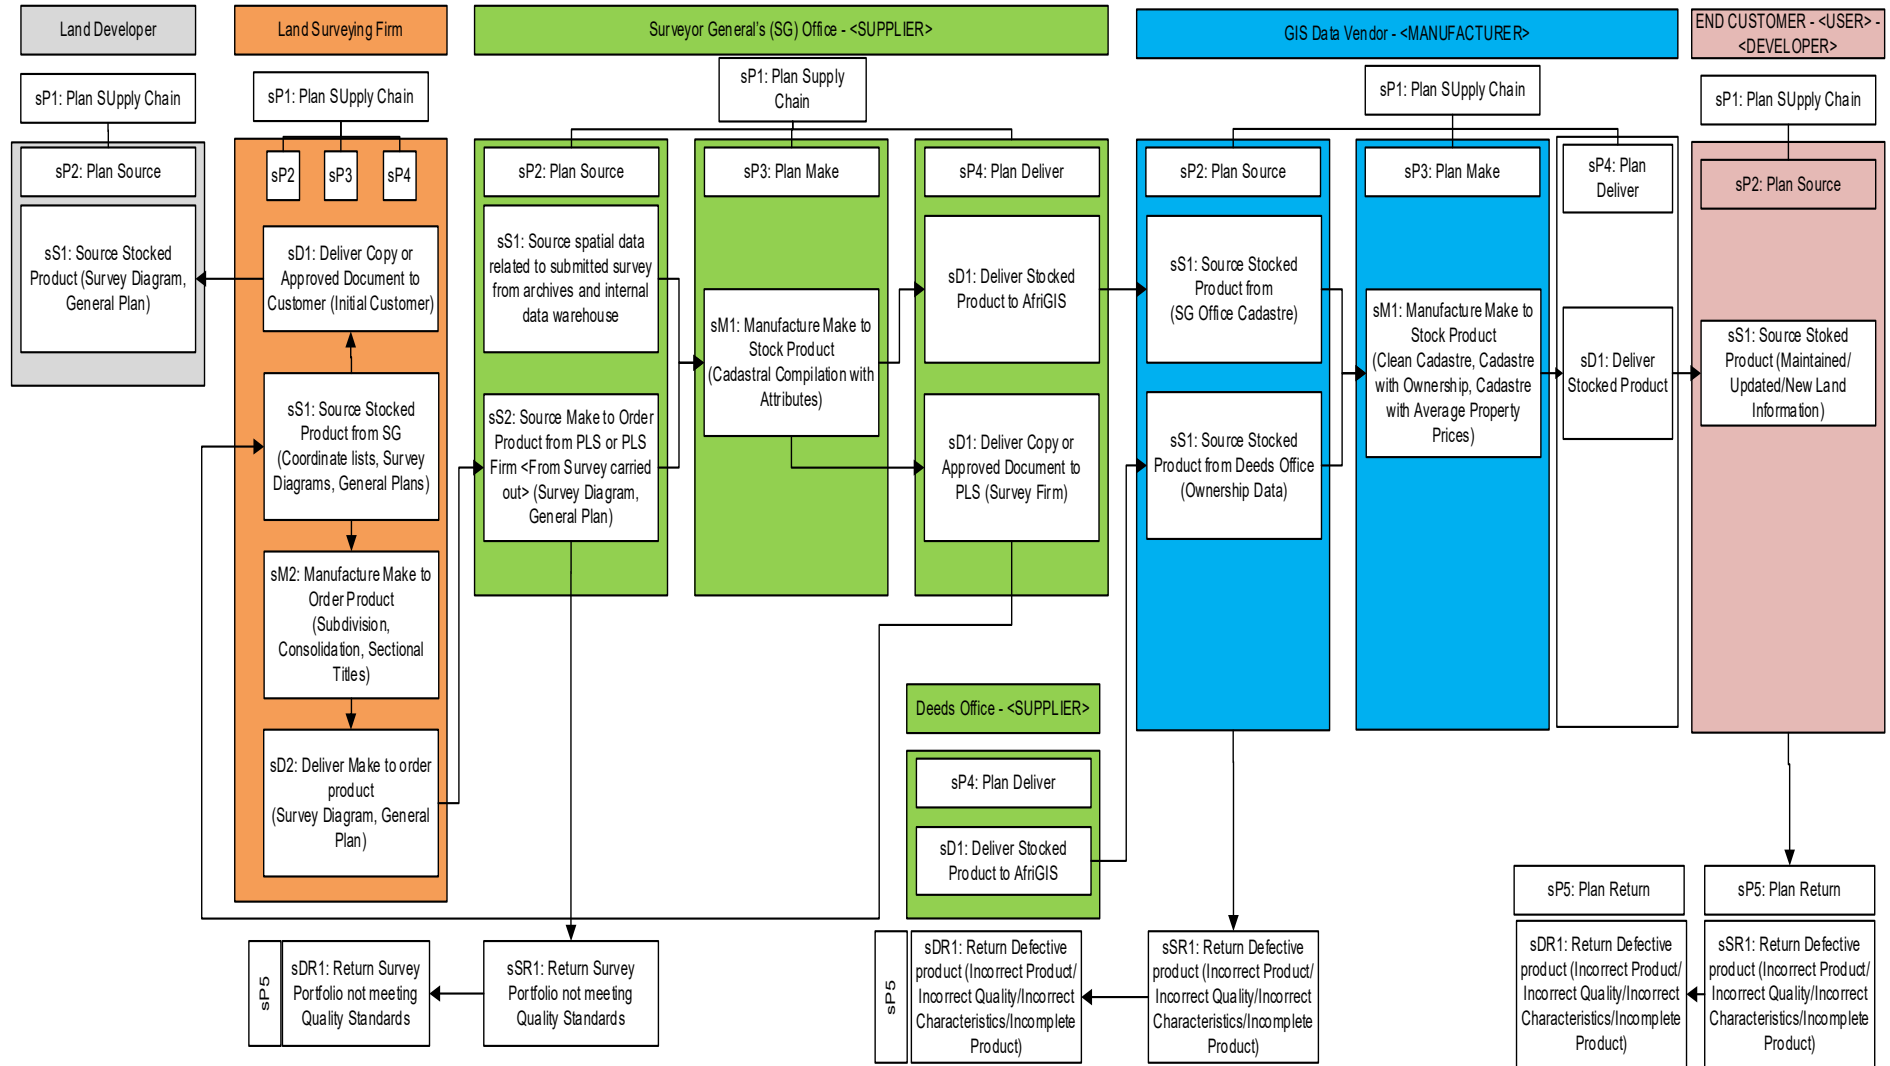 Land Developer
Land Surveying Firm
Surveyor General's (SG) Office - <SUPPLIER>
GIS Data Vendor - <MANUFACTURER>
END CUSTOMER - <USER> -
<DEVELOPER>
sP1: Plan SUpply Chain
sP1: Plan SUpply Chain
sP1: Plan Supply
Chain
sP1: Plan SUpply Chain
sP1: Plan SUpply Chain
sP2: Plan Source
sP2
sP3
sP4
sP2: Plan Source
sP3: Plan Make
sP4: Plan Deliver
sP2: Plan Source
sP3: Plan Make
sP4: Plan
Deliver
sP2: Plan Source
sS1: Source Stocked
Product (Survey Diagram,
General Plan)
sD1: Deliver Copy or
Approved Document to
Customer (Initial Customer)
sS1: Source Stocked
Product from SG
(Coordinate lists, Survey
Diagrams, General Plans)
sM2: Manufacture Make to
Order Product
(Subdivision,
Consolidation, Sectional
Titles)
sD2: Deliver Make to order
product
(Survey Diagram, General
Plan)
sS1: Source spatial data
related to submitted survey
from archives and internal
data warehouse
sS2: Source Make to Order
Product from PLS or PLS
Firm <From Survey carried
out> (Survey Diagram,
General Plan)
sM1: Manufacture Make to
Stock Product
(Cadastral Compilation with
Attributes)
sD1: Deliver Stocked
Product to AfriGIS
sD1: Deliver Copy or
Approved Document to
PLS (Survey Firm)
sS1: Source Stocked
Product from
(SG Office Cadastre)
sS1: Source Stocked
Product from Deeds Office
(Ownership Data)
sM1: Manufacture Make to
Stock Product
(Clean Cadastre, Cadastre
with Ownership, Cadastre
with Average Property
Prices)
sD1: Deliver
Stocked Product
sS1: Source Stoked
Product (Maintained/
Updated/New Land
Information)
Deeds Office - <SUPPLIER>
sP4: Plan Deliver
sD1: Deliver Stocked
Product to AfriGIS
sP5
sDR1: Return Survey
Portfolio not meeting
Quality Standards
sSR1: Return Survey
Portfolio not meeting
Quality Standards
sP5
sDR1: Return Defective
product (Incorrect Product/
Incorrect Quality/Incorrect
Characteristics/Incomplete
Product)
sSR1: Return Defective
product (Incorrect Product/
Incorrect Quality/Incorrect
Characteristics/Incomplete
Product)
sP5: Plan Return
sP5: Plan Return
sDR1: Return Defective
product (Incorrect Product/
Incorrect Quality/Incorrect
Characteristics/Incomplete
Product)
sSR1: Return Defective
product (Incorrect Product/
Incorrect Quality/Incorrect
Characteristics/Incomplete
Product)